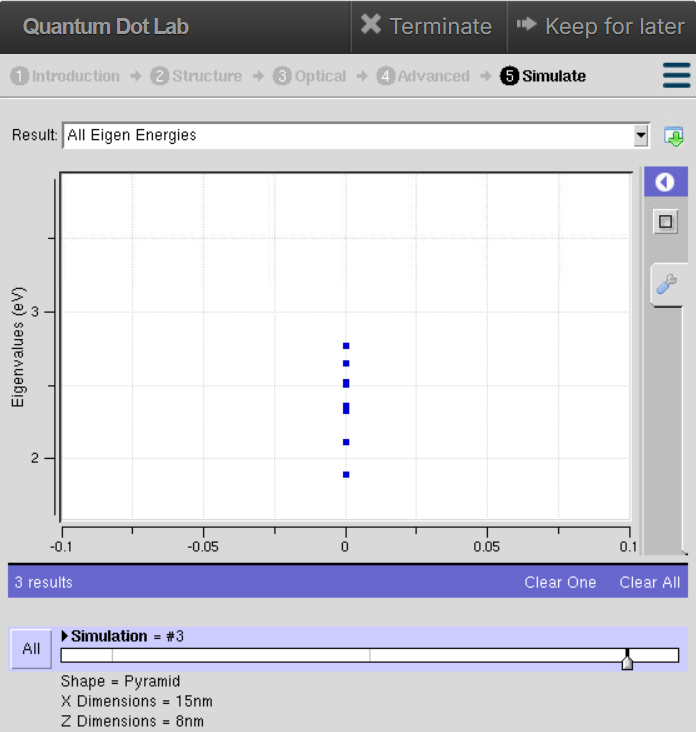 Quantum Dot Lab
Terminate
Keep for later
1 Introduction → 2 Structure → 3 Optical → 4 Advanced → 5 Simulate
Result: All Eigen Energies
Eigenvalues (eV)
3
2
-0.1 -0.05 0 0.05 0.1
3 results Clear One Clear All
All
Simulation = #3
Shape = Pyramid
X Dimensions = 15nm
Z Dimensions = 8nm